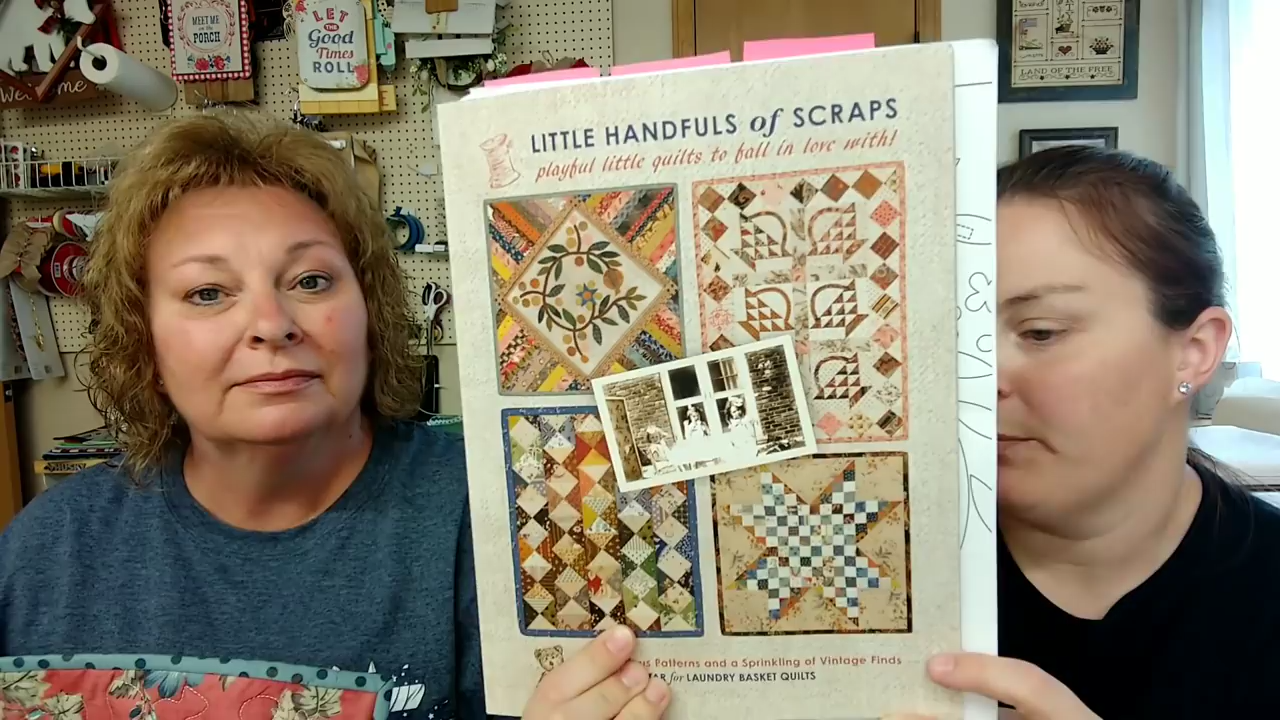 MEET ME
on the
PORCH
LET
THE
Good
Times
ROLL
Welcome
LAND OF THE FREE
LITTLE HANDFULS of SCRAPS
playful little quilts to fall in love with!
Patterns and a Sprinkling of Vintage Finds
for LAUNDRY BASKET QUILTS